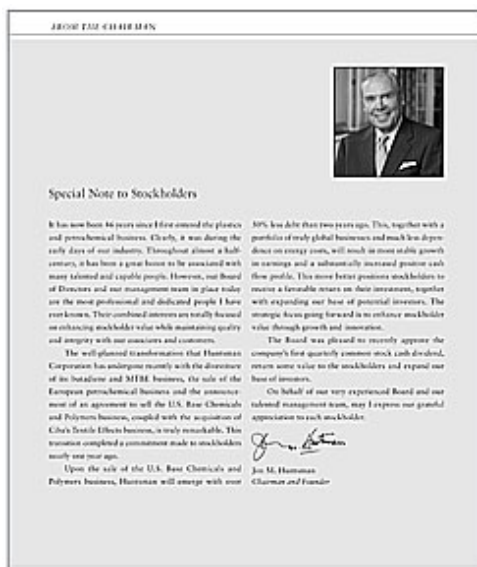 FROM THE CHAIRMAN
Special Note to Stockholders
It has now been 46 years since I first entered the plastics
and petrochemical business. Clearly, it was during the
early days of our industry. Throughout almost a half-
century, it has been a great honor to be associated with
many talented and capable people. However, our Board
of Directors and our management team in place today
are the most professional and dedicated people I have
ever known. Their combined interests are totally focused
on enhancing stockholder value while maintaining quality
and integrity with our associates and customers.
The well-planned transformation that Huntsman
Corporation has undergone recently with the divestiture
of its butadiene and MTBE business, the sale of the
European petrochemical business and the announce-
ment of an agreement to sell the U.S. Base Chemicals
and Polymers business, coupled with the acquisition of
Ciba's Textile Effects business, is truly remarkable. This
transition completed a commitment made to stockholders
nearly one year ago.
Upon the sale of the U.S. Base Chemicals and
Polymers business, Huntsman will emerge with over
50% less debt than two years ago. This, together with a
portfolio of truly global businesses and much less depen-
dence on energy costs, will result in more stable growth
in earnings and a substantially increased positive cash
flow profile. This move better positions stockholders to
receive a favorable return on their investment, together
with expanding our base of potential investors. The
strategic focus going forward is to enhance stockholder
value through growth and innovation.
The Board was pleased to recently approve the
company's first quarterly common stock cash dividend,
return some value to the stockholders and expand our
base of investors.
On behalf of our very experienced Board and our
talented management team, may I express our grateful
appreciation to each stockholder.
Jon M. Huntsman
Jon M. Huntsman
Chairman and Founder